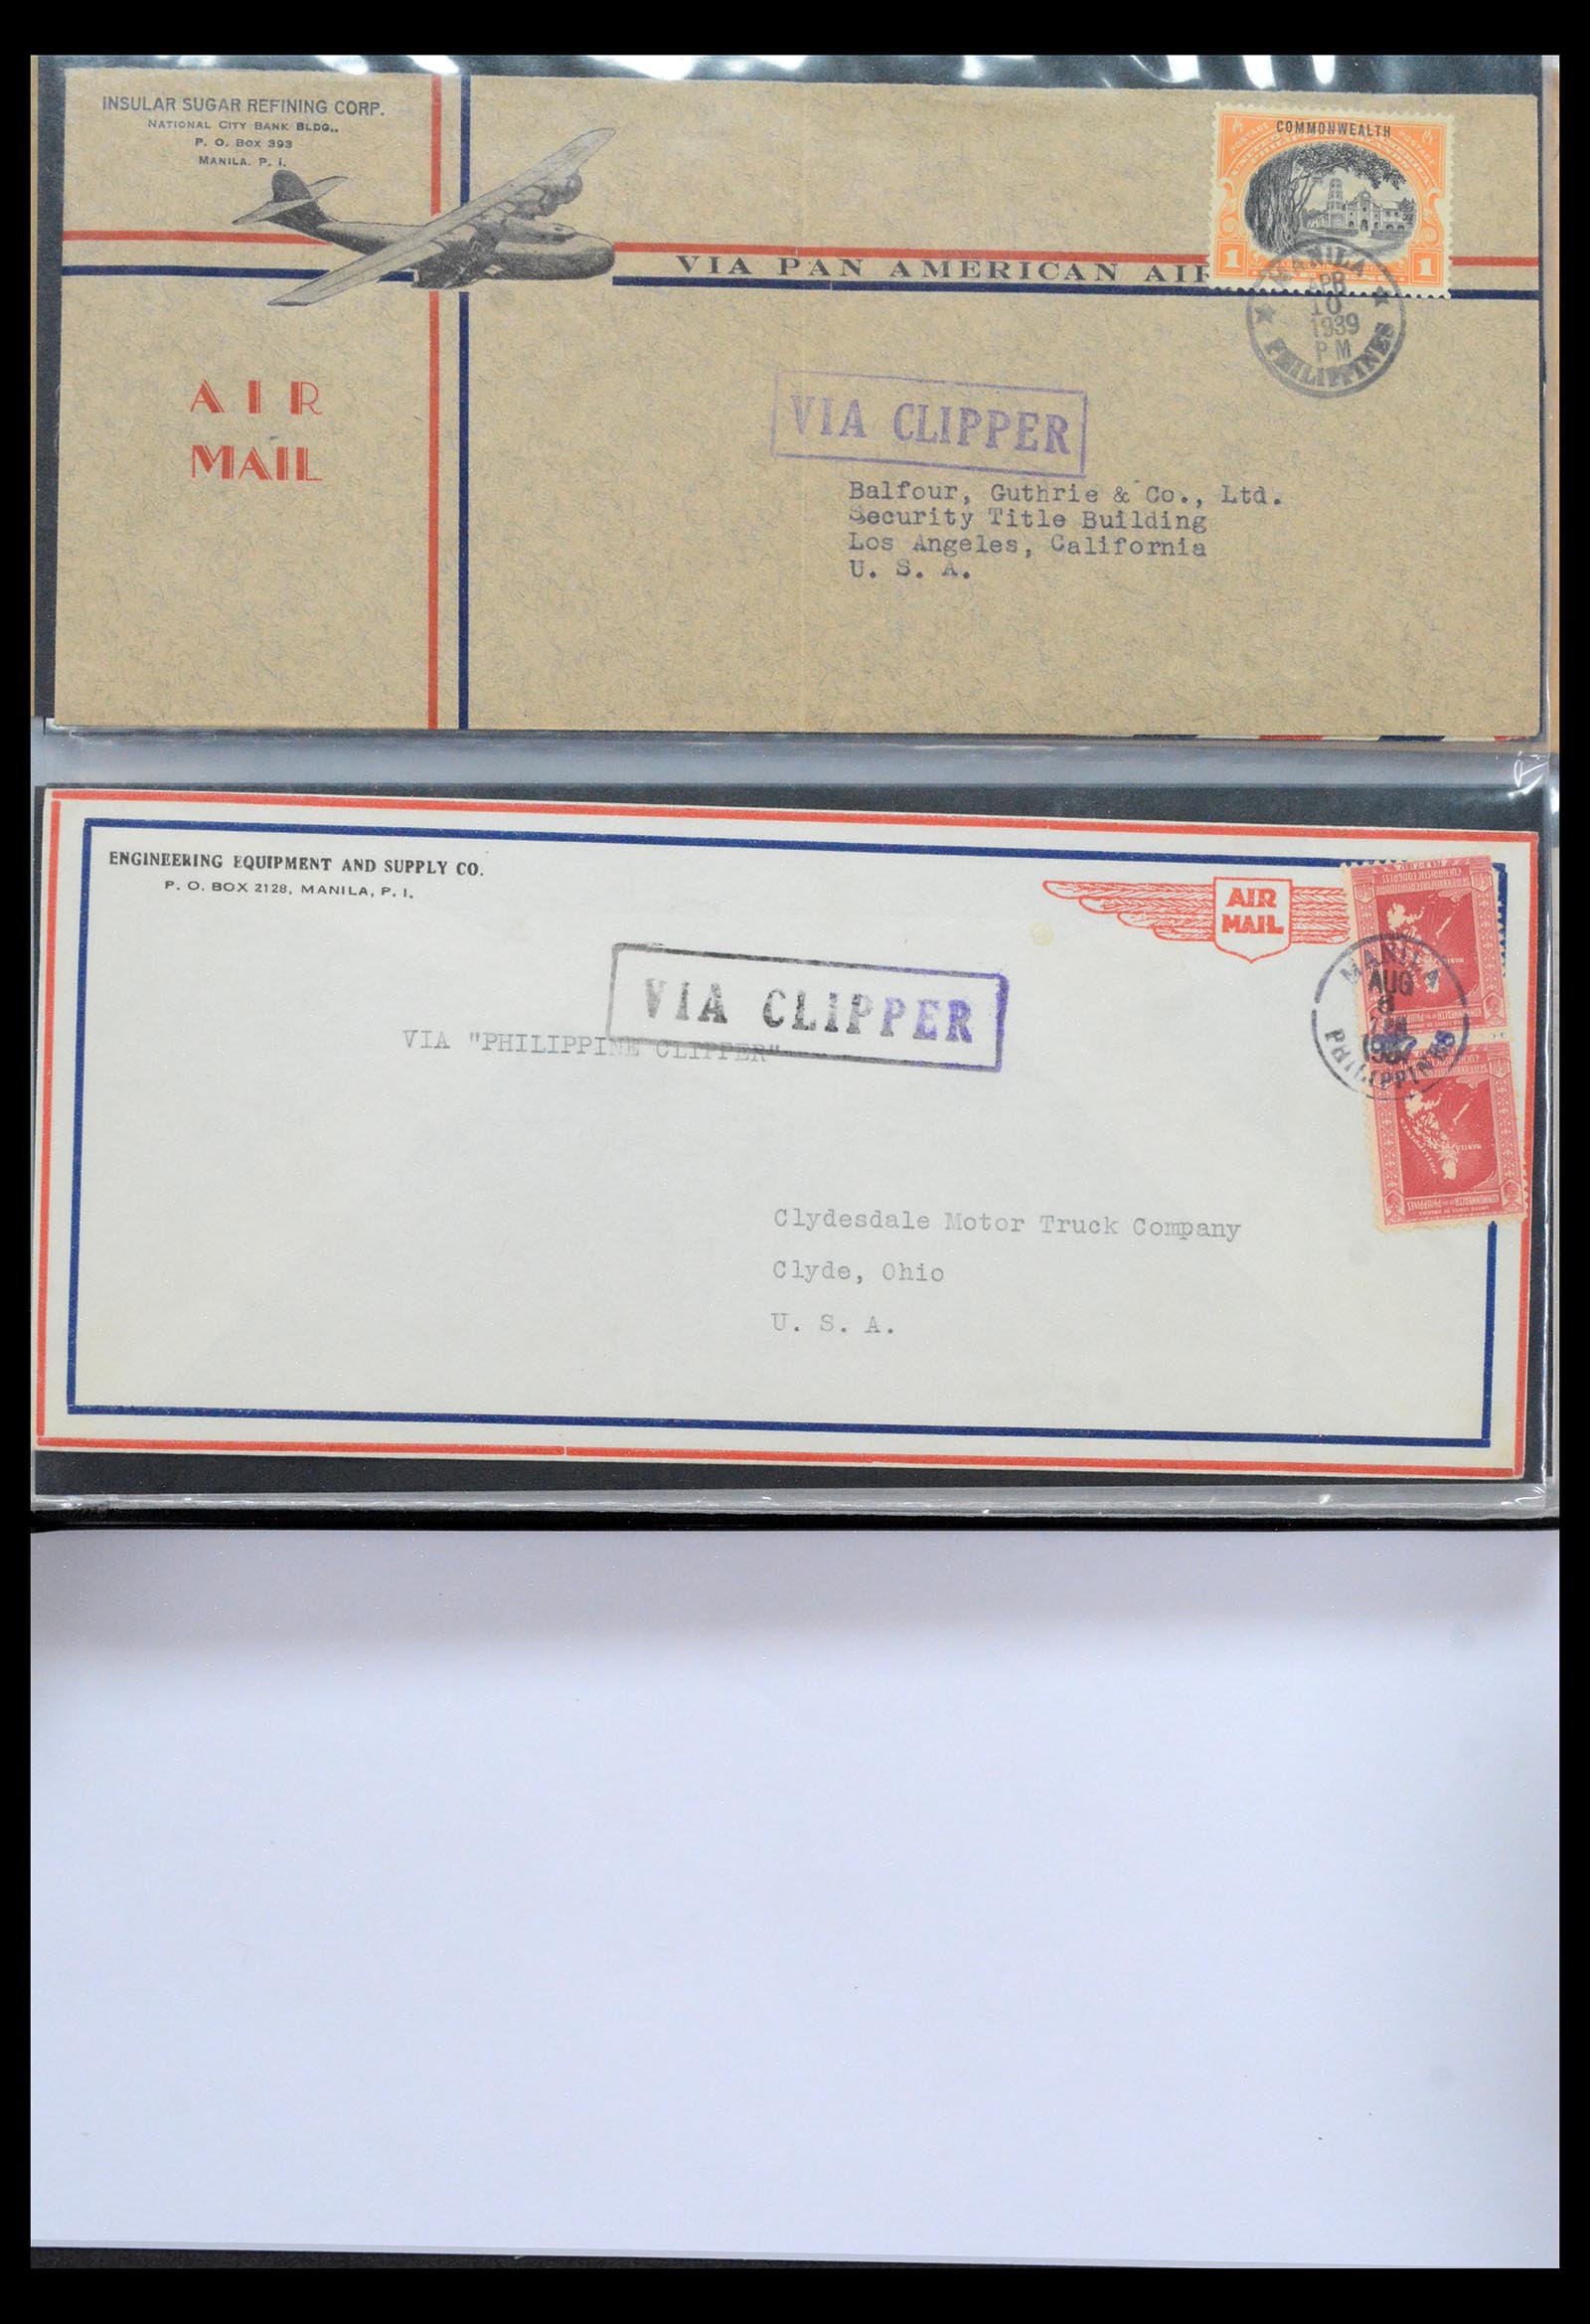 INSULAR SUGAR REFINING CORP.
NATIONAL CITY BANK BLDG.,
P. O. BOX 393
MANILA, P. I.
COMMONWEALTH
1 1
VIA PAN AMERICAN AIR
MANILA
APR
10
1939
PM
PHILIPPINES
AIR
MAIL
VIA CLIPPER
Balfour, Guthrie & Co., Ltd.
Security Title Building
Los Angeles, California
U. S. A.
ENGINEERING EQUIPMENT AND SUPPLY CO.
P. O. BOX 2128, MANILA, P. I.
AIR
MAIL
MANILA
AUG
PHILIPPINES
VIA CLIPPER
VIA "PHILIPPINE CLIPPER"
Clydesdale Motor Truck Company
Clyde, Ohio
U. S. A.